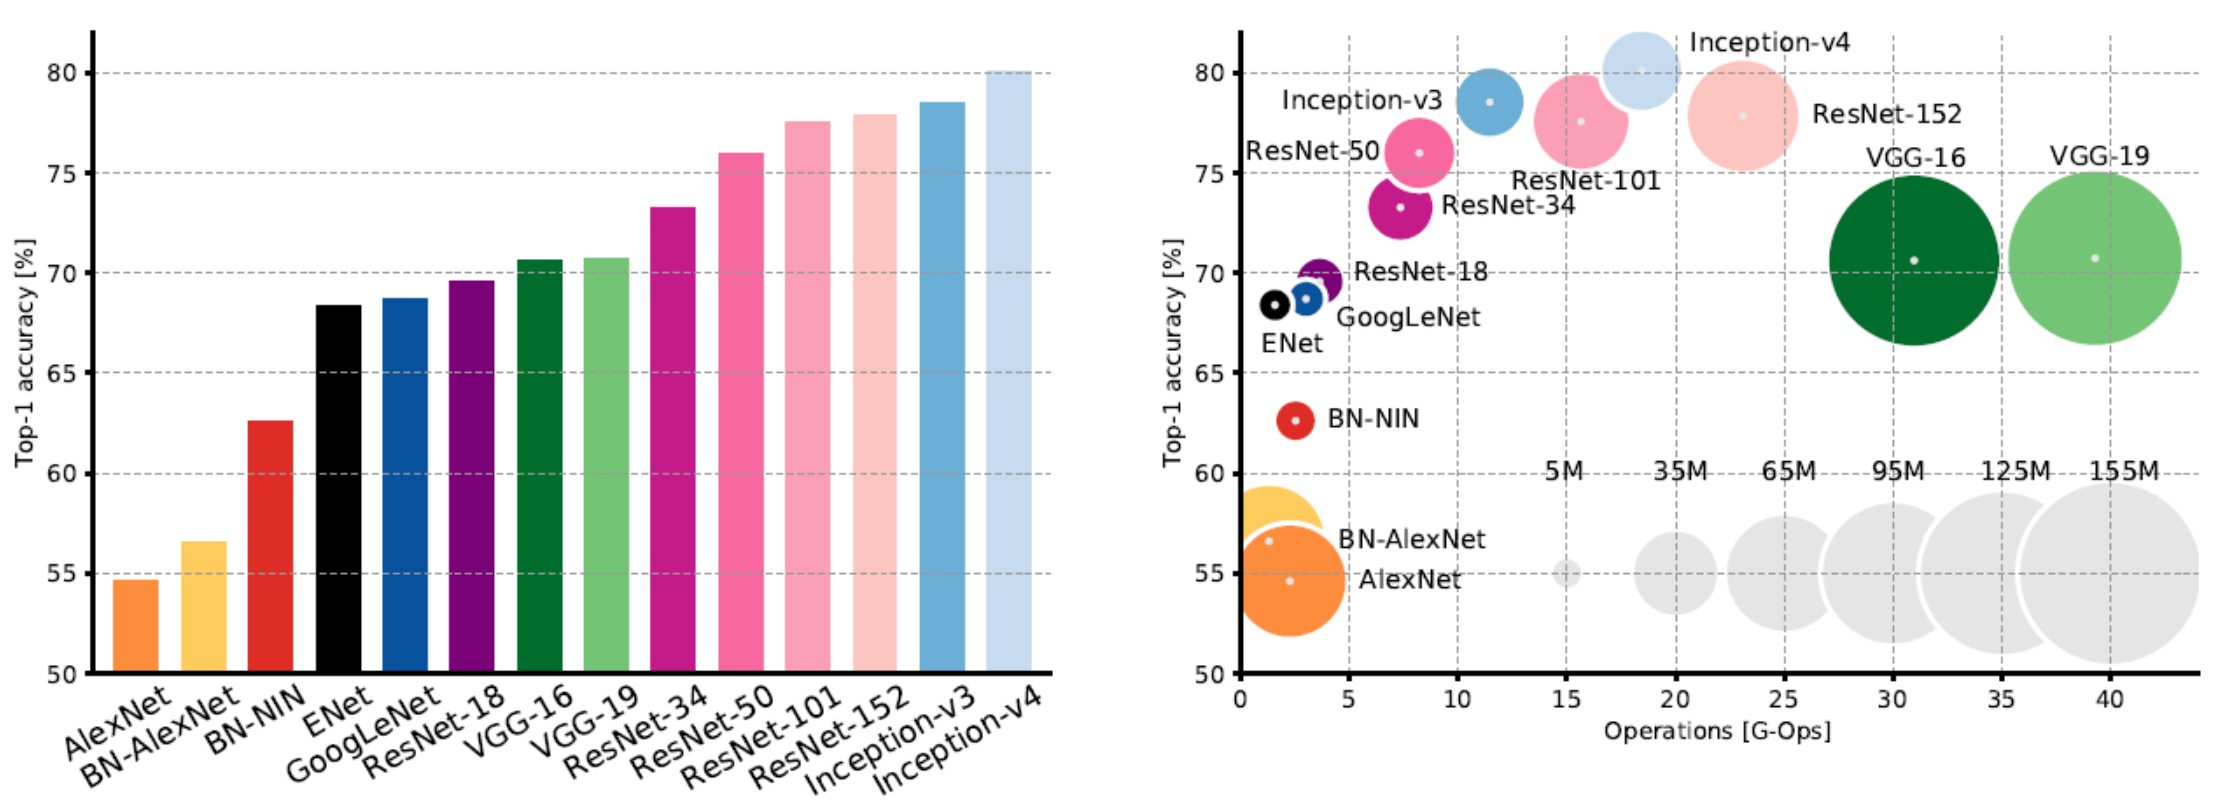 Top-1 accuracy [%]
80
75
70
65
60
55
50
AlexNet
BN-AlexNet
BN-NIN
ENet
GoogLeNet
ResNet-18
VGG-16
VGG-19
ResNet-34
ResNet-50
ResNet-101
ResNet-152
Inception-v3
Inception-v4
Top-1 accuracy [%]
80
75
70
65
60
55
50
Inception-v4
Inception-v3
ResNet-152
ResNet-50
VGG-16
VGG-19
ResNet-101
ResNet-34
ResNet-18
GoogLeNet
ENet
BN-NIN
5M 35M 65M 95M 125M 155M
BN-AlexNet
AlexNet
0 5 10 15 20 25 30 35 40
Operations [G-Ops]